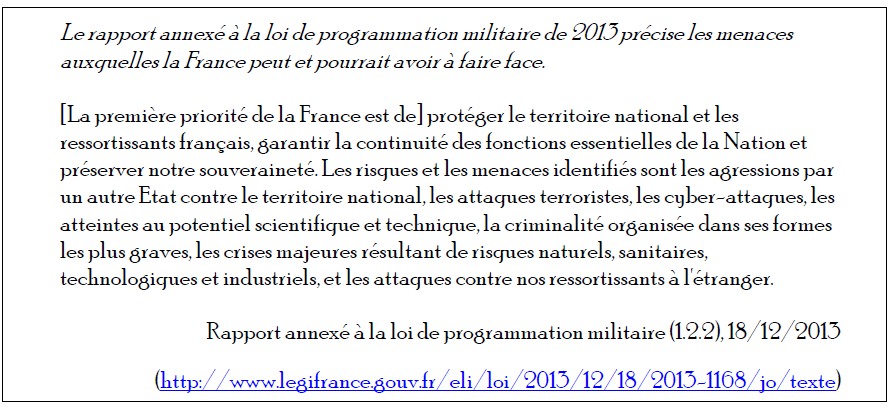 Le rapport annexé à la loi de programmation militaire de 2013 précise les menaces
auxquelles la France peut et pourrait avoir à faire face.
[La première priorité de la France est de] protéger le territoire national et les
ressortissants français, garantir la continuité des fonctions essentielles de la Nation et
préserver notre souveraineté. Les risques et les menaces identifiés sont les agressions par
un autre Etat contre le territoire national, les attaques terroristes, les cyber-attaques, les
atteintes au potentiel scientifique et technique, la criminalité organisée dans ses formes
les plus graves, les crises majeures résultant de risques naturels, sanitaires,
technologiques et industriels, et les attaques contre nos ressortissants à l'étranger.
Rapport annexé à la loi de programmation militaire (1.2.2), 18/12/2013
(http://www.legifrance.gouv.fr/eli/loi/2013/12/18/2013-1168/jo/texte)